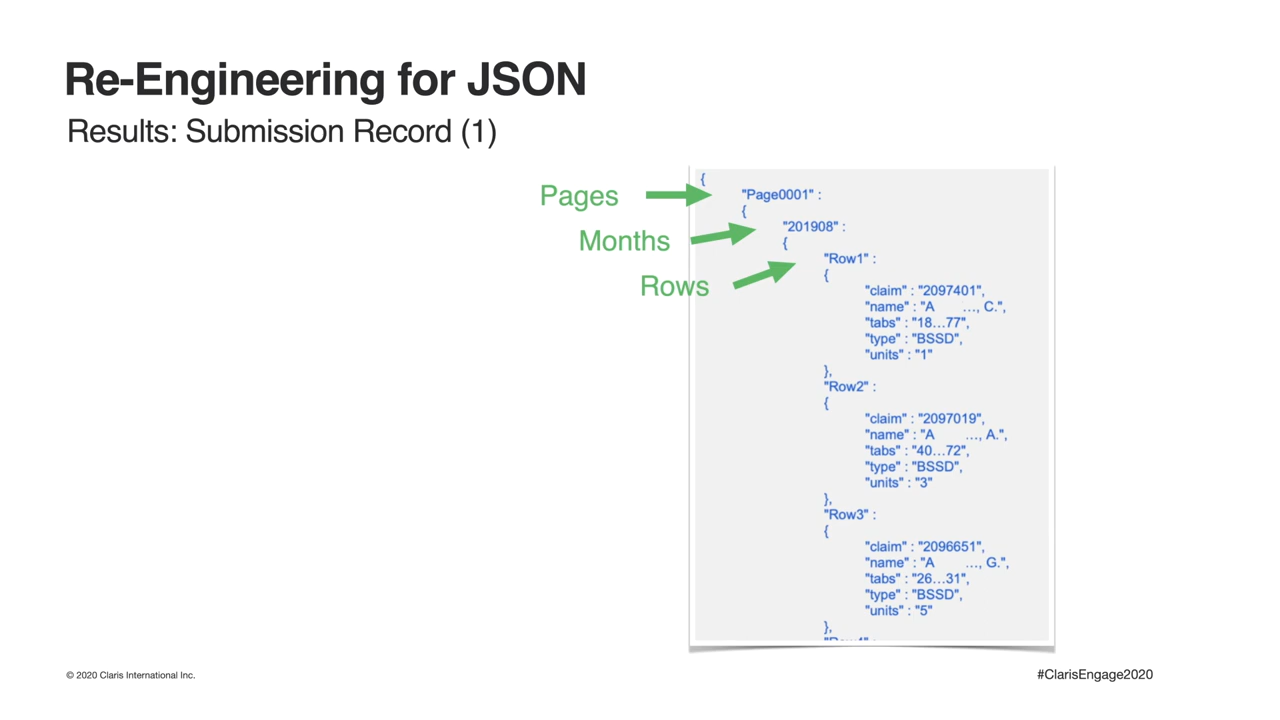 Re-Engineering for JSON
Results: Submission Record (1)
Pages
Months
Rows
{
"Page0001" :
{
"201908" :
{
"Row1" :
{
"claim" : "2097401",
"name" : "A ..., C.",
"tabs" : "18...77",
"type" : "BSSD",
"units" : "1"
},
"Row2" :
{
"claim" : "2097019",
"name" : "A ..., A.",
"tabs" : "40...72",
"type" : "BSSD",
"units" : "3"
},
"Row3" :
{
"claim" : "2096651",
"name" : "A ..., G.",
"tabs" : "26...31",
"type" : "BSSD",
"units" : "5"
},
© 2020 Claris International Inc.
#ClarisEngage2020